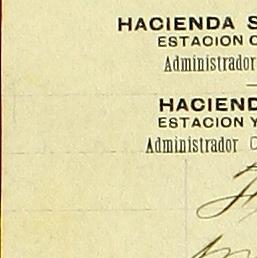 HACIENDA S
ESTACION C
Administrador
HACIEND
ESTACION Y
Administrador C